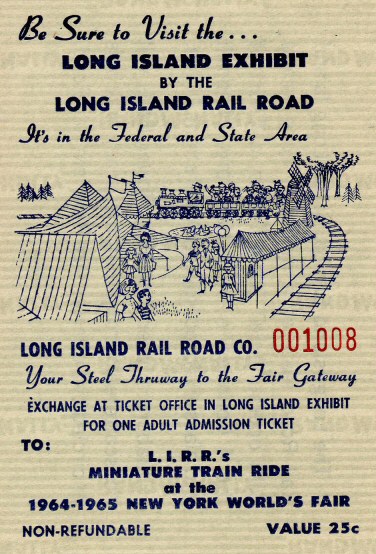 Be Sure to Visit the...
LONG ISLAND EXHIBIT
BY THE
LONG ISLAND RAIL ROAD
It's in the Federal and State Area
LONG ISLAND RAIL ROAD CO. 001008
Your Steel Thruway to the Fair Gateway
EXCHANGE AT TICKET OFFICE IN LONG ISLAND EXHIBIT
FOR ONE ADULT ADMISSION TICKET
TO:
L.I.R.R.'s
MINIATURE TRAIN RIDE
at the
1964-1965 NEW YORK WORLD'S FAIR
NON-REFUNDABLE VALUE 25c